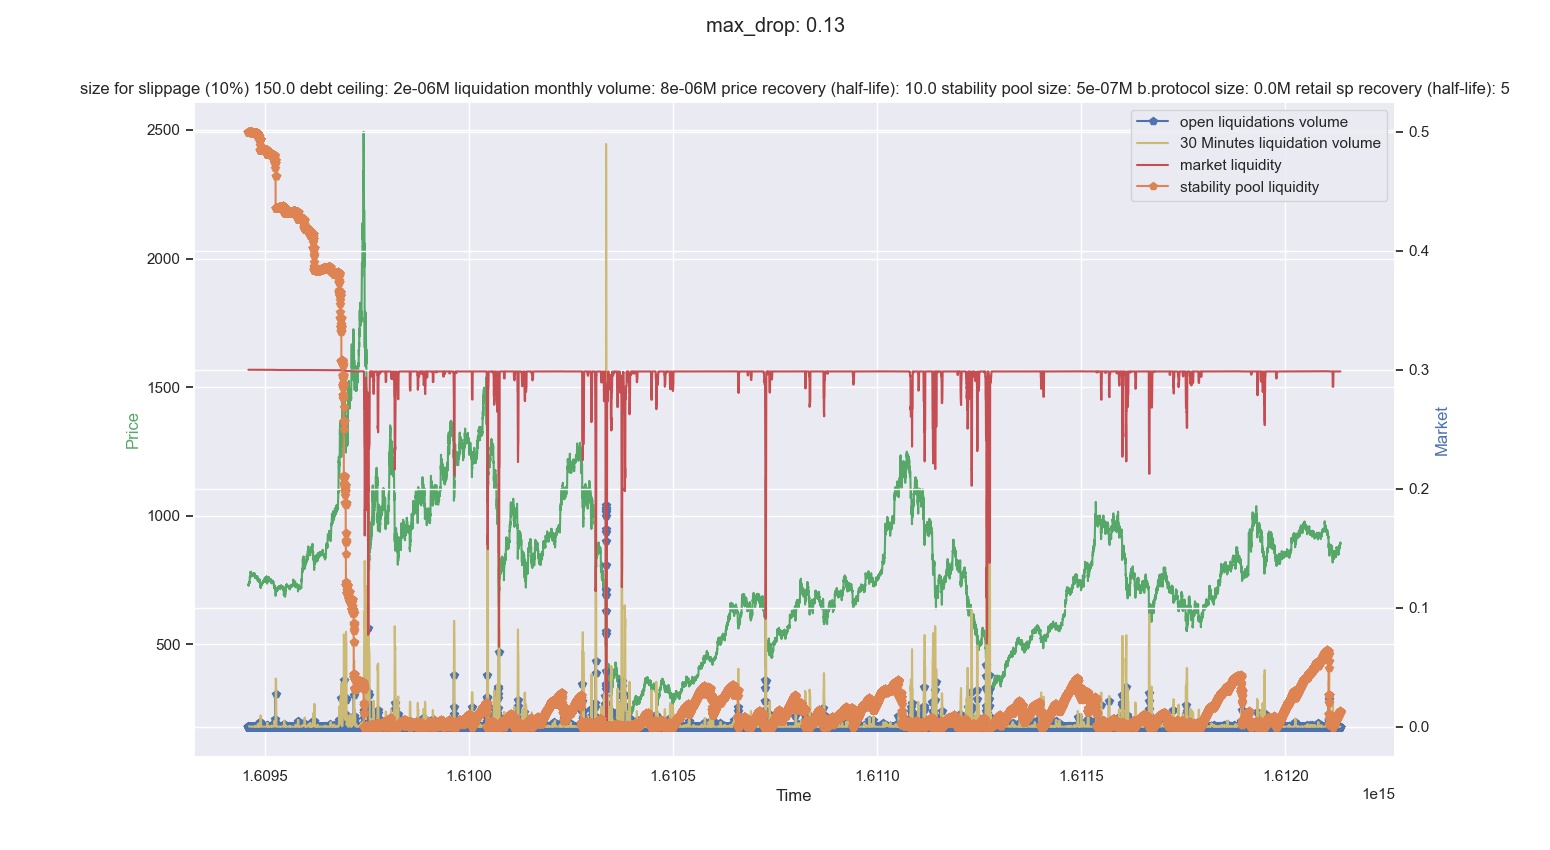 max_drop: 0.13
size for slippage (10%) 150.0 debt ceiling: 2e-06M liquidation monthly volume: 8e-06M price recovery (half-life): 10.0 stability pool size: 5e-07M b.protocol size: 0.0M retail sp recovery (half-life): 5
open liquidations volume
30 Minutes liquidation volume
market liquidity
stability pool liquidity
2500
2000
1500
1000
500
Price
0.5
0.4
0.3
0.2
0.1
0.0
Market
1.6095 1.6100 1.6105 1.6110 1.6115 1.6120
Time
1e15